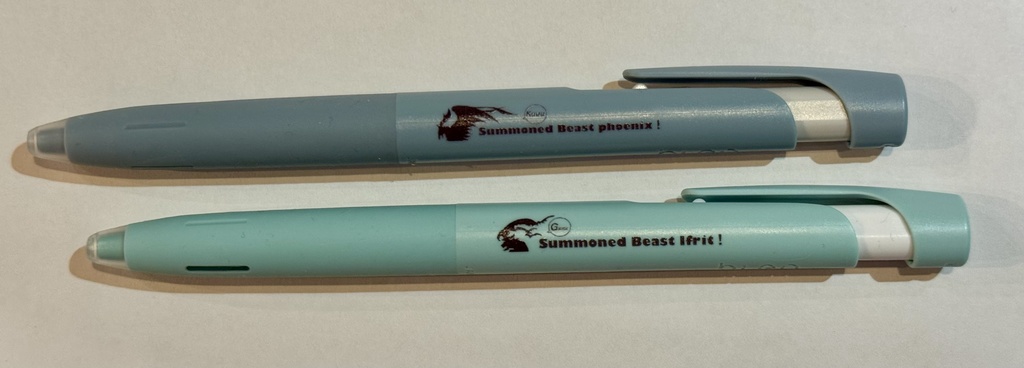 Summoned Beast phoenix !
Summoned Beast Ifrit !